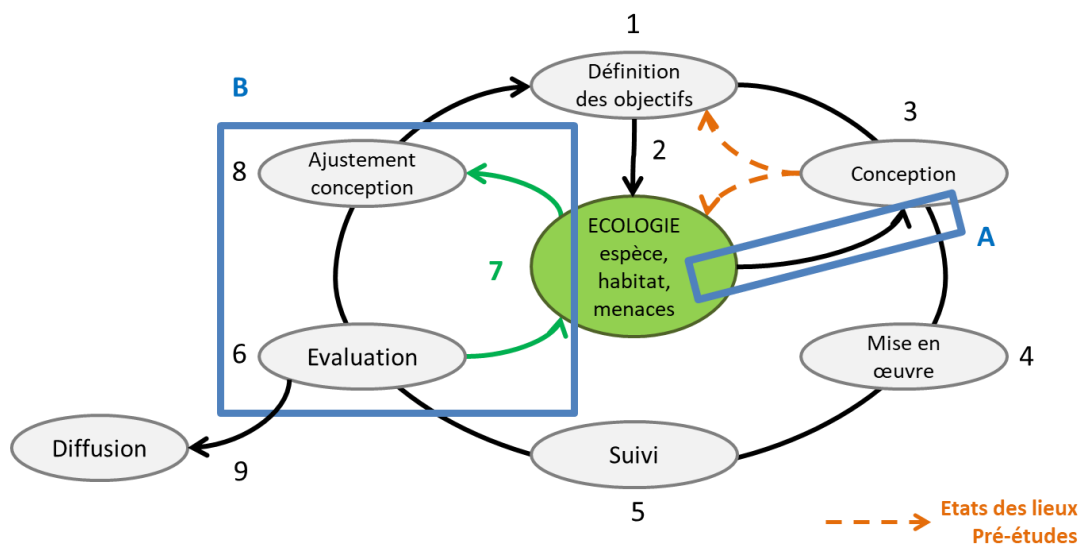 1
Définition
des objectifs
B
2
3
Conception
8
Ajustement
conception
ECOLOGIE
espèce,
habitat,
menaces
A
7
6
Evaluation
Mise en
œuvre
4
Diffusion
9
Suivi
5
Etats des lieux
Pré-études